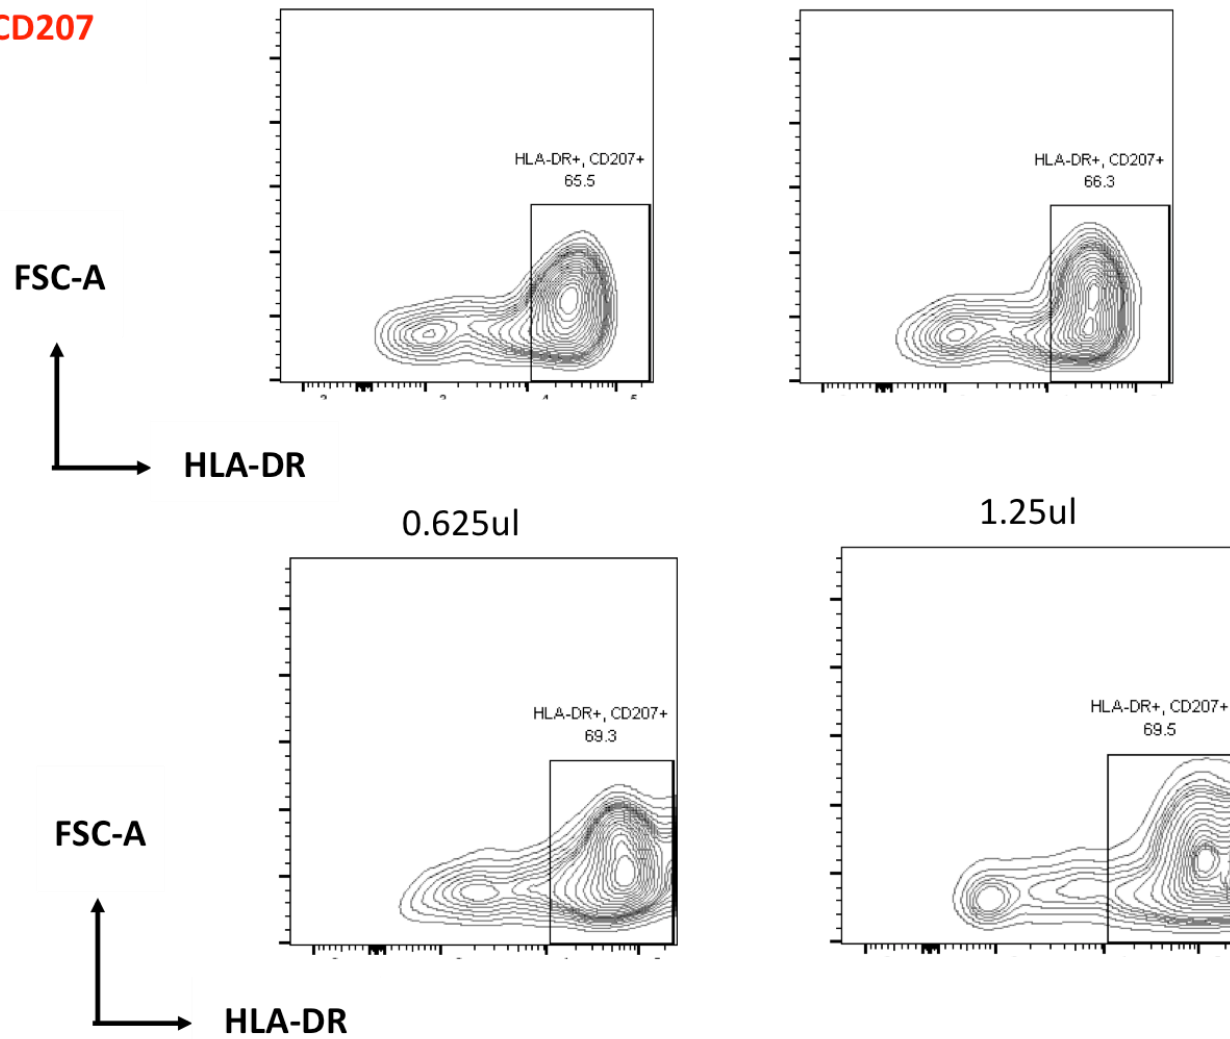 CD207
HLA-DR+, CD207+
65.5
HLA-DR+, CD207+
66.3
FSC-A
HLA-DR
0.625ul
1.25ul
HLA-DR+, CD207+
69.3
HLA-DR+, CD207+
69.5
FSC-A
HLA-DR